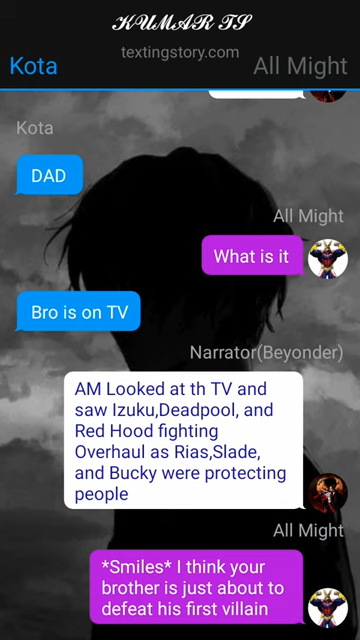 KUMAR TS
textingstory.com
Kota
All Might
Kota
DAD
All Might
What is it
Bro is on TV
Narrator(Beyonder)
AM Looked at th TV and
saw Izuku,Deadpool, and
Red Hood fighting
Overhaul as Rias,Slade,
and Bucky were protecting
people
All Might
*Smiles* I think your
brother is just about to
defeat his first villain